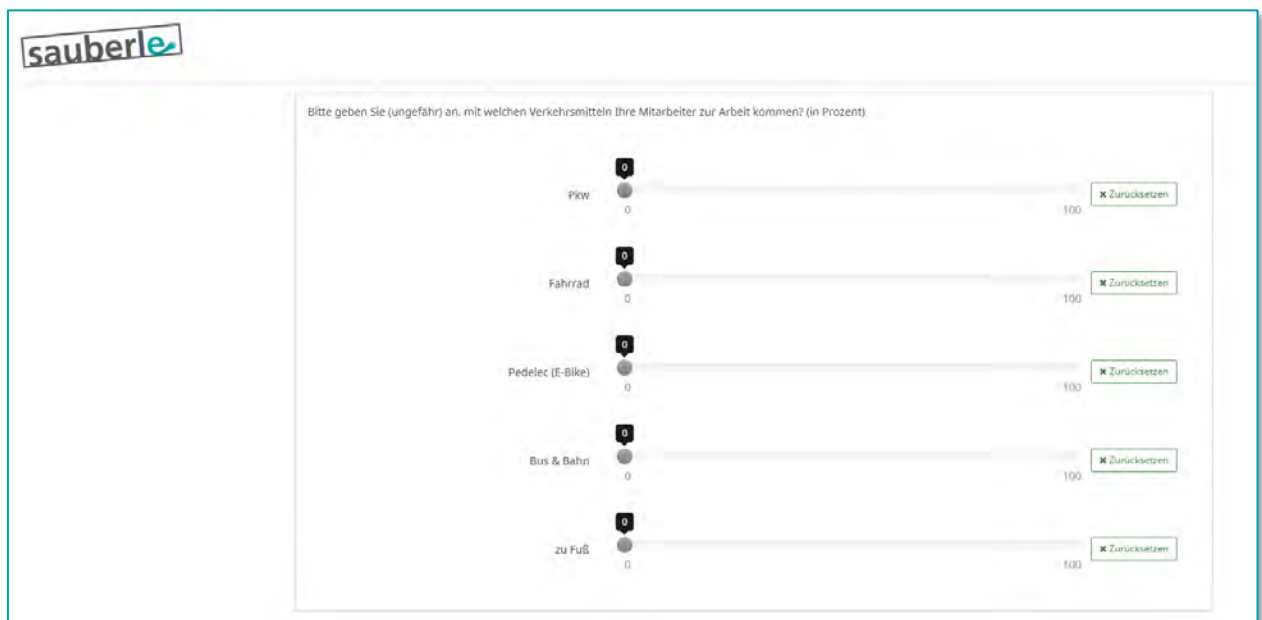 sauberle
Bitte geben Sie (ungefähr) an. mit welchen Verkehrsmitteln Ihre Mitarbeiter zur Arbeit kommen? (in Prozent)
0
Pkw
0
100
✖ Zurücksetzen
0
Fahrrad
0
100
✖ Zurücksetzen
0
Pedelec (E-Bike)
0
100
✖ Zurücksetzen
0
Bus & Bahn
0
100
✖ Zurücksetzen
0
zu Fuß
0
100
✖ Zurücksetzen